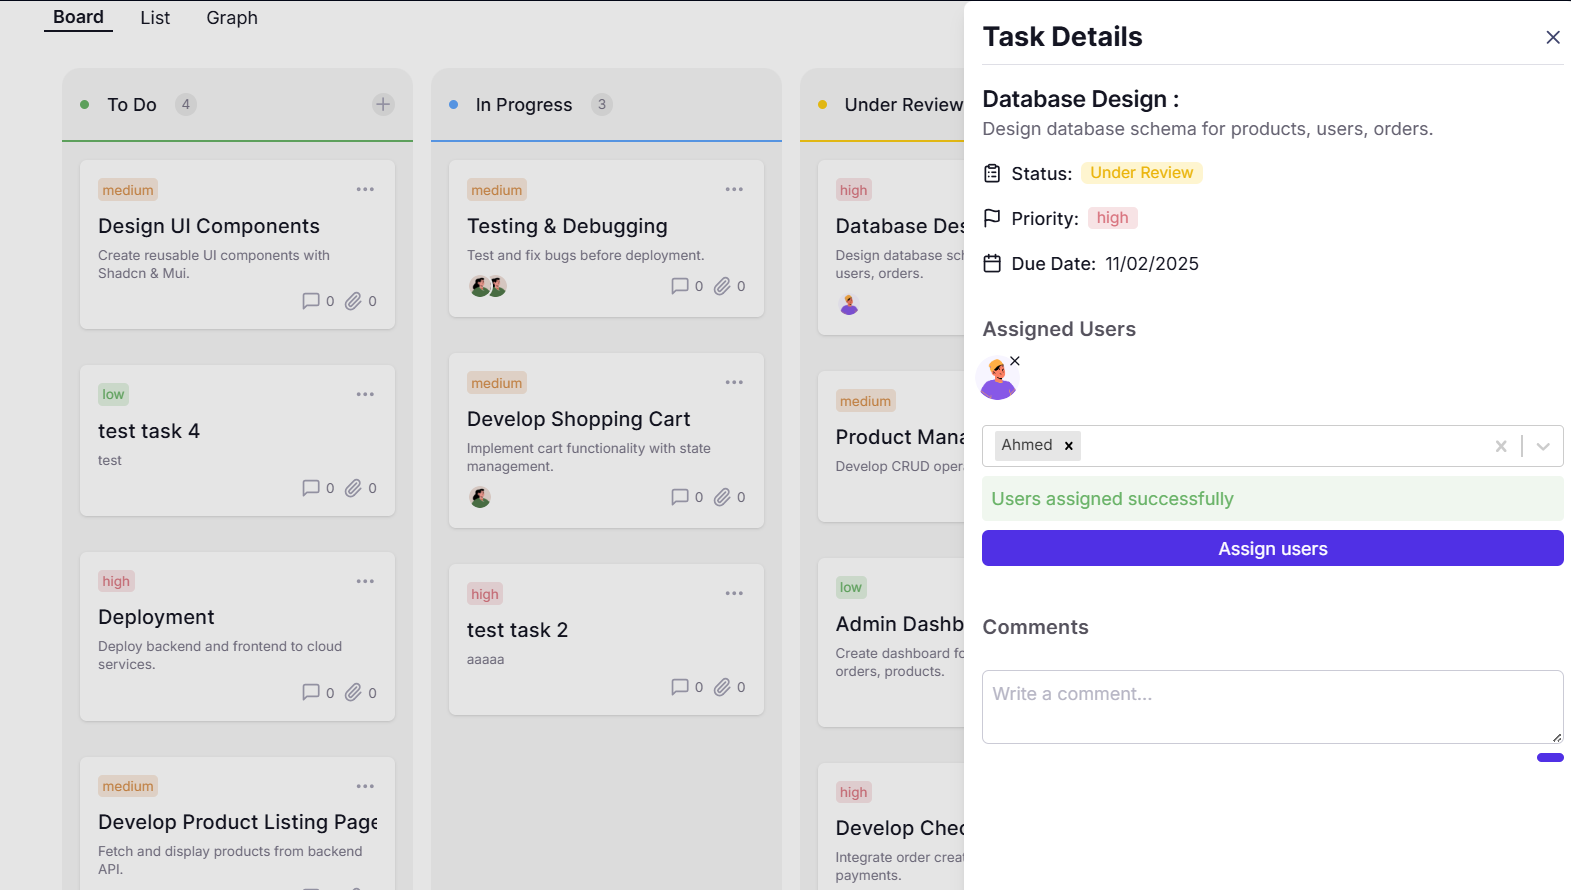 Board List Graph
To Do 4
medium
Design UI Components
Create reusable UI components with
Shadcn & Mui.
0 0
low
test task 4
test
0 0
high
Deployment
Deploy backend and frontend to cloud
services.
0 0
medium
Develop Product Listing Page
Fetch and display products from backend
API.
In Progress 3
medium
Testing & Debugging
Test and fix bugs before deployment.
0 0
medium
Develop Shopping Cart
Implement cart functionality with state
management.
0 0
high
test task 2
aaaaa
0 0
Under Review
high
Database Des
Design database sch
users, orders.
medium
Product Mana
Develop CRUD opera
low
Admin Dashb
Create dashboard fo
orders, products.
high
Develop Chec
Integrate order creat
payments.
Task Details
Database Design :
Design database schema for products, users, orders.
Status: Under Review
Priority: high
Due Date: 11/02/2025
Assigned Users
Ahmed
Users assigned successfully
Assign users
Comments
Write a comment...